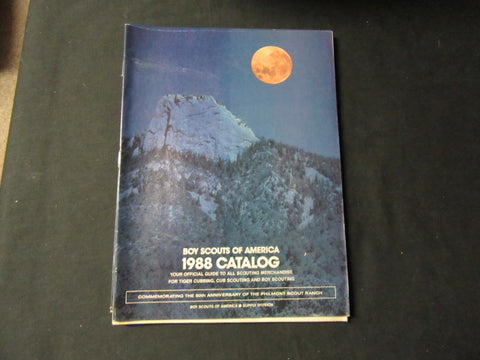 BOY SCOUTS OF AMERICA
1988 CATALOG
YOUR OFFICIAL GUIDE TO ALL SCOUTING MERCHANDISE
FOR TIGER CUBBING, CUB SCOUTING AND BOY SCOUTING
COMMEMORATING THE 50th ANNIVERSARY OF THE PHILMONT SCOUT RANCH
BOY SCOUTS OF AMERICA SUPPLY DIVISION